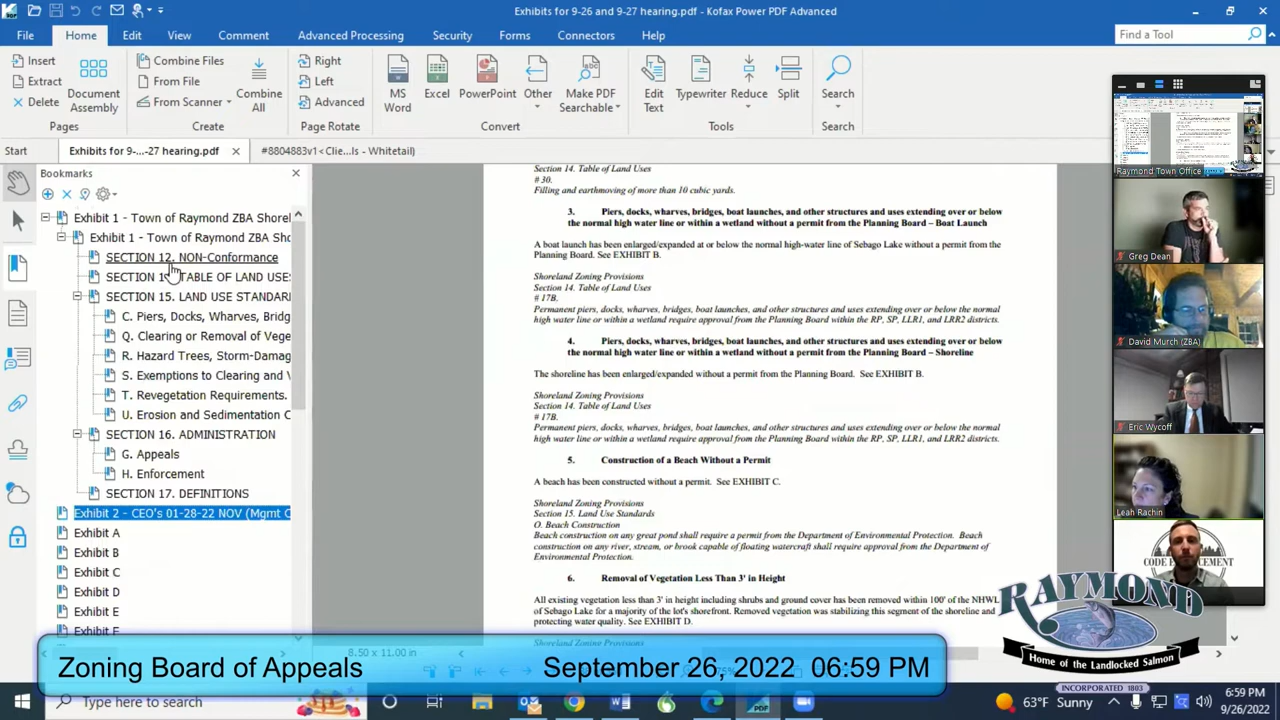 Exhibits for 9-26 and 9-27 hearing.pdf - Kofax Power PDF Advanced
File
Home
Edit
View
Comment
Advanced Processing
Security
Forms
Connectors
Help
Find a Tool
Insert
Extract
Delete
Document
Assembly
Pages
Combine Files
From File
From Scanner
Combine
All
Create
Right
Left
Advanced
Page Rotate
MS
Word
Excel
PowerPoint
Other
Make PDF
Searchable
Convert
Edit
Text
Typewriter
Reduce
Split
Tools
Search
Search
Start
Exhibits for 9-...-27 hearing.pdf
#8804883v1< Clie...ls - Whitetail
Bookmarks
Exhibit 1 - Town of Raymond ZBA Shorel
Exhibit 1 - Town of Raymond ZBA Sho
SECTION 12. NON-Conformance
SECTION 1 TABLE OF LAND USE
SECTION 15. LAND USE STANDAR
C. Piers, Docks, Wharves, Bridg
Q. Clearing or Removal of Vege
R. Hazard Trees, Storm-Damag
S. Exemptions to Clearing and V
T. Revegetation Requirements.
U. Erosion and Sedimentation C
SECTION 16. ADMINISTRATION
G. Appeals
H. Enforcement
SECTION 17. DEFINITIONS
Exhibit 2 - CEO's 01-28-22 NOV (Mgmt C
Exhibit A
Exhibit B
Exhibit C
Exhibit D
Exhibit E
Section 14. Table of Land Uses
# 30.
Filling and earthmoving of more than 10 cubic yards.
3. Piers, docks, wharves, bridges, boat launches, and other structures and uses extending over or below
the normal high water line or within a wetland without a permit from the Planning Board – Boat Launch
A boat launch has been enlarged/expanded at or below the normal high-water line of Sebago Lake without a permit from the
Planning Board. See EXHIBIT B.
Shoreland Zoning Provisions
Section 14. Table of Land Uses
# 17B.
Permanent piers, docks, wharves, bridges, boat launches, and other structures and uses extending over or below the normal
high water line or within a wetland require approval from the Planning Board within the RP, SP, LLR1, and LRR2 districts.
4. Piers, docks, wharves, bridges, boat launches, and other structures and uses extending over or below
the normal high water line or within a wetland without a permit from the Planning Board – Shoreline
The shoreline has been enlarged/expanded without a permit from the Planning Board. See EXHIBIT B.
Shoreland Zoning Provisions
Section 14. Table of Land Uses
# 17B.
Permanent piers, docks, wharves, bridges, boat launches, and other structures and uses extending over or below the normal
high water line or within a wetland require approval from the Planning Board within the RP, SP, LLR1, and LRR2 districts.
5. Construction of a Beach Without a Permit
A beach has been constructed without a permit. See EXHIBIT C.
Shoreland Zoning Provisions
Section 15. Land Use Standards
O. Beach Construction
Beach construction on any great pond shall require a permit from the Department of Environmental Protection. Beach
construction on any river, stream, or brook capable of floating watercraft shall require approval from the Department of
Environmental Protection.
6. Removal of Vegetation Less Than 3' in Height
All existing vegetation less than 3' in height including shrubs and ground cover has been removed within 100' of the NHWL
of Sebago Lake for a majority of the lot's shorefront. Removed vegetation was stabilizing this segment of the shoreline and
protecting water quality. See EXHIBIT D.
8.50 x 11.00 in
Raymond Town Office
Greg Dean
David Murch (ZBA)
Eric Wycoff
Leah Rachin
CODE ENFORCEMENT
RAYMOND
Home of the Landlocked Salmon
INCORPORATED 1803
Zoning Board of Appeals
September 26, 2022 06:59 PM
Type here to search
63°F Sunny
6:59 PM
9/26/2022